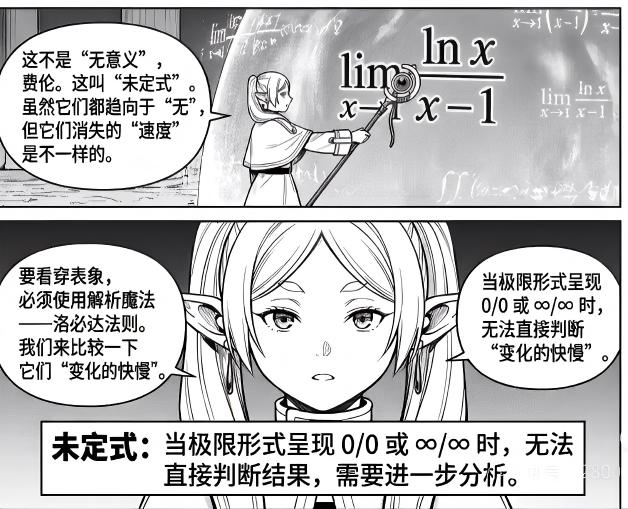 这不是“无意义”，
费伦。这叫“未定式”。
虽然它们都趋向于“无”，
但它们消失的“速度”
是不一样的。
lim x→1 ln x / x − 1
lim x→1 ln x / x − 1
要看穿表象，
必须使用解析魔法
——洛必达法则。
我们来比较一下
它们“变化的快慢”。
当极限形式呈现
0/0 或 ∞/∞ 时，
无法直接判断
“变化的快慢”。
未定式：当极限形式呈现 0/0 或 ∞/∞ 时，无法
直接判断结果，需要进一步分析。